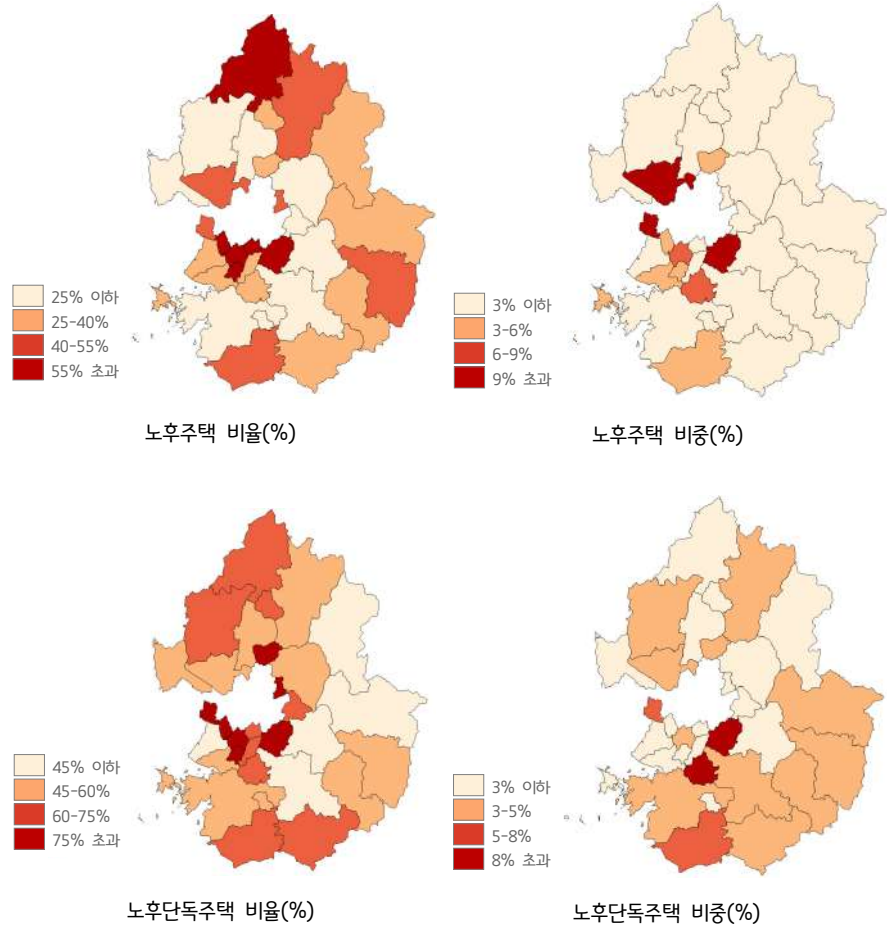 25% 이하
25-40%
40-55%
55% 초과
노후주택 비율(%)
3% 이하
3-6%
6-9%
9% 초과
노후주택 비중(%)
45% 이하
45-60%
60-75%
75% 초과
노후단독주택 비율(%)
3% 이하
3-5%
5-8%
8% 초과
노후단독주택 비중(%)